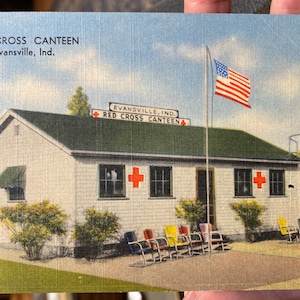 CROSS CANTEEN
vansville, Ind.
EVANSVILLE, IND.
RED CROSS CANTEEN